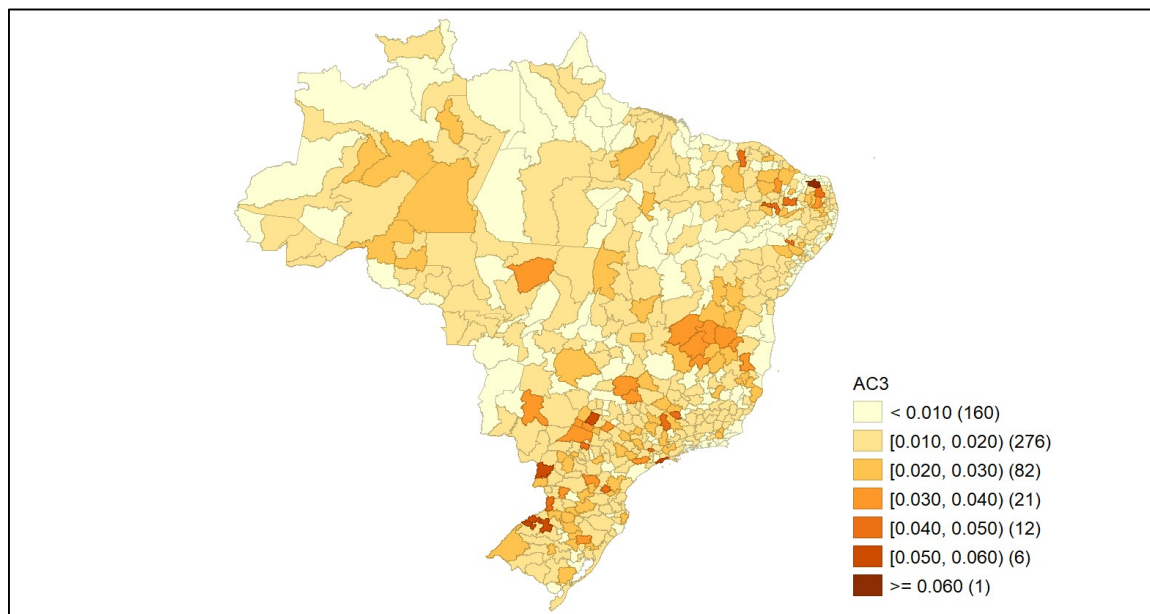 AC3
< 0.010 (160)
[0.010, 0.020) (276)
[0.020, 0.030) (82)
[0.030, 0.040) (21)
[0.040, 0.050) (12)
[0.050, 0.060) (6)
>= 0.060 (1)